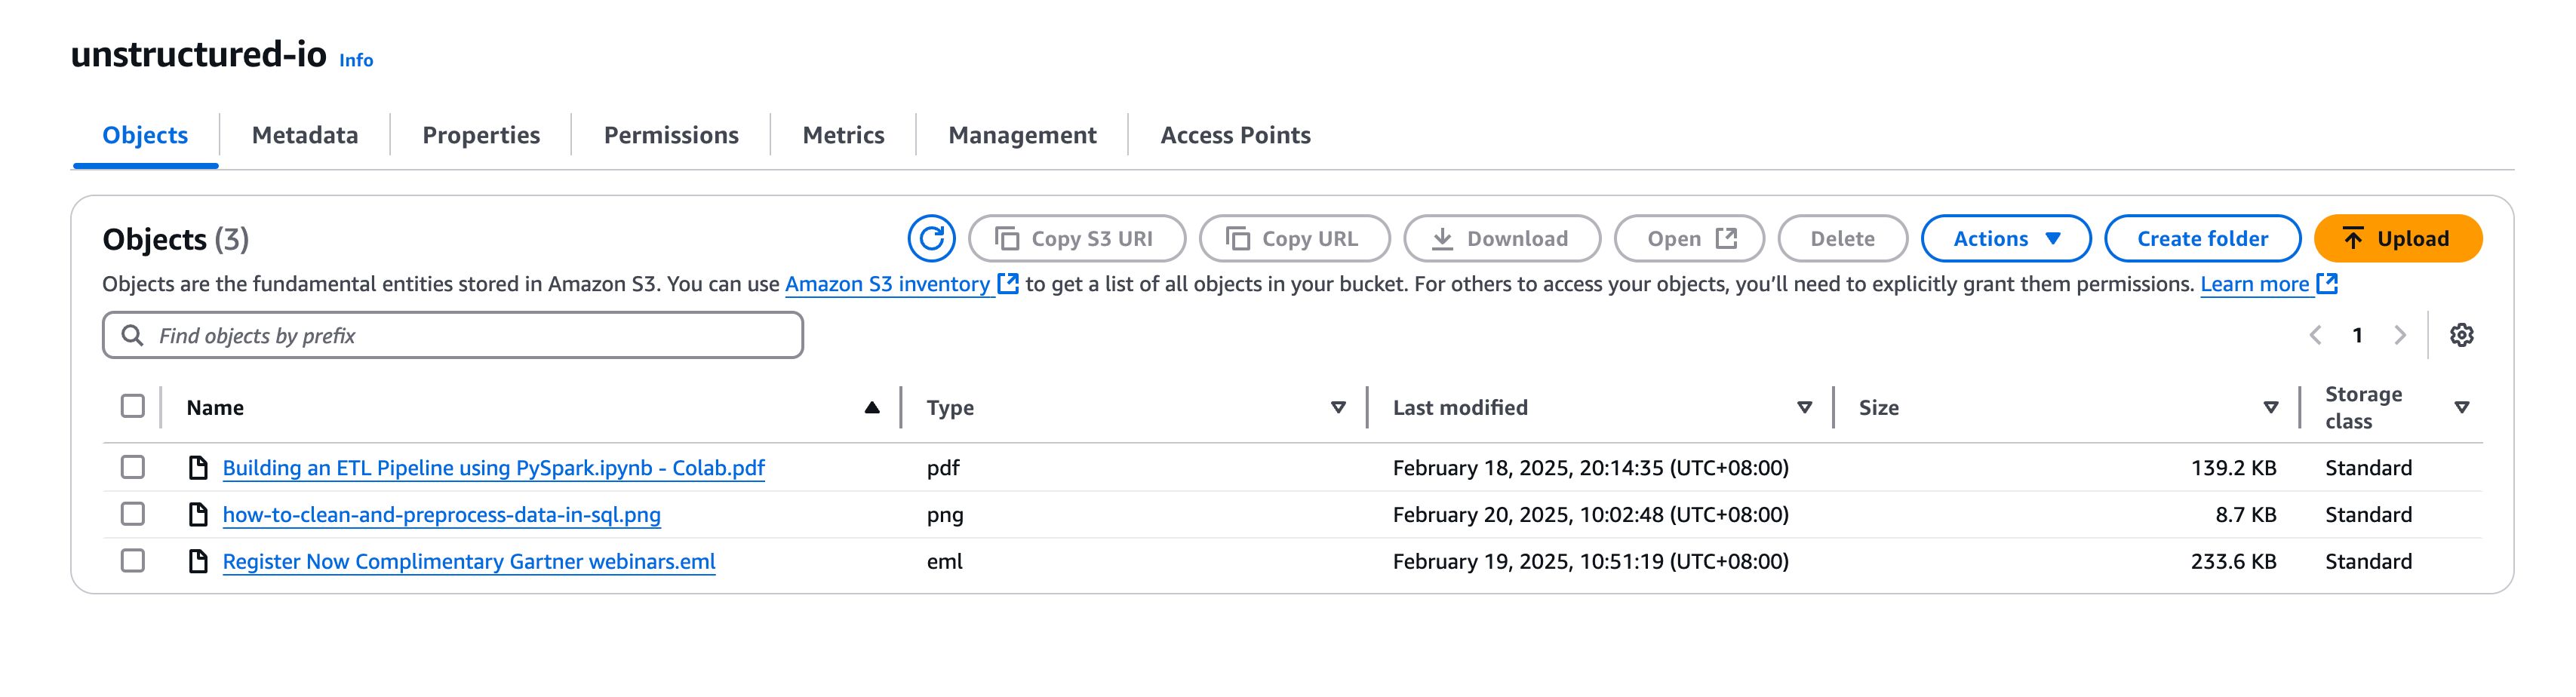 unstructured-io Info
Objects Metadata Properties Permissions Metrics Management Access Points
Objects (3) Copy S3 URI Copy URL Download Open Delete Actions Create folder Upload
Objects are the fundamental entities stored in Amazon S3. You can use Amazon S3 inventory to get a list of all objects in your bucket. For others to access your objects, you’ll need to explicitly grant them permissions. Learn more
Find objects by prefix 1
Name Type Last modified Size Storage class
Building an ETL Pipeline using PySpark.ipynb - Colab.pdf pdf February 18, 2025, 20:14:35 (UTC+08:00) 139.2 KB Standard
how-to-clean-and-preprocess-data-in-sql.png png February 20, 2025, 10:02:48 (UTC+08:00) 8.7 KB Standard
Register Now Complimentary Gartner webinars.eml eml February 19, 2025, 10:51:19 (UTC+08:00) 233.6 KB Standard